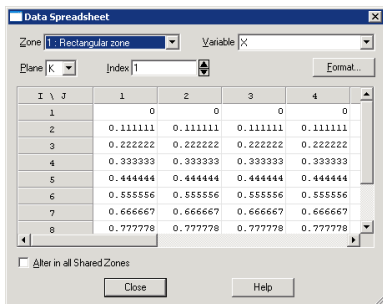 Data Spreadsheet
Zone 1 : Rectangular zone Variable X
Plane K Index 1 Format...
I \ J 1 2 3 4
1 0 0 0 0
2 0.111111 0.111111 0.111111 0.111111
3 0.222222 0.222222 0.222222 0.222222
4 0.333333 0.333333 0.333333 0.333333
5 0.444444 0.444444 0.444444 0.444444
6 0.555556 0.555556 0.555556 0.555556
7 0.666667 0.666667 0.666667 0.666667
8 0.777778 0.777778 0.777778 0.777778
Alter in all Shared Zones
Close Help